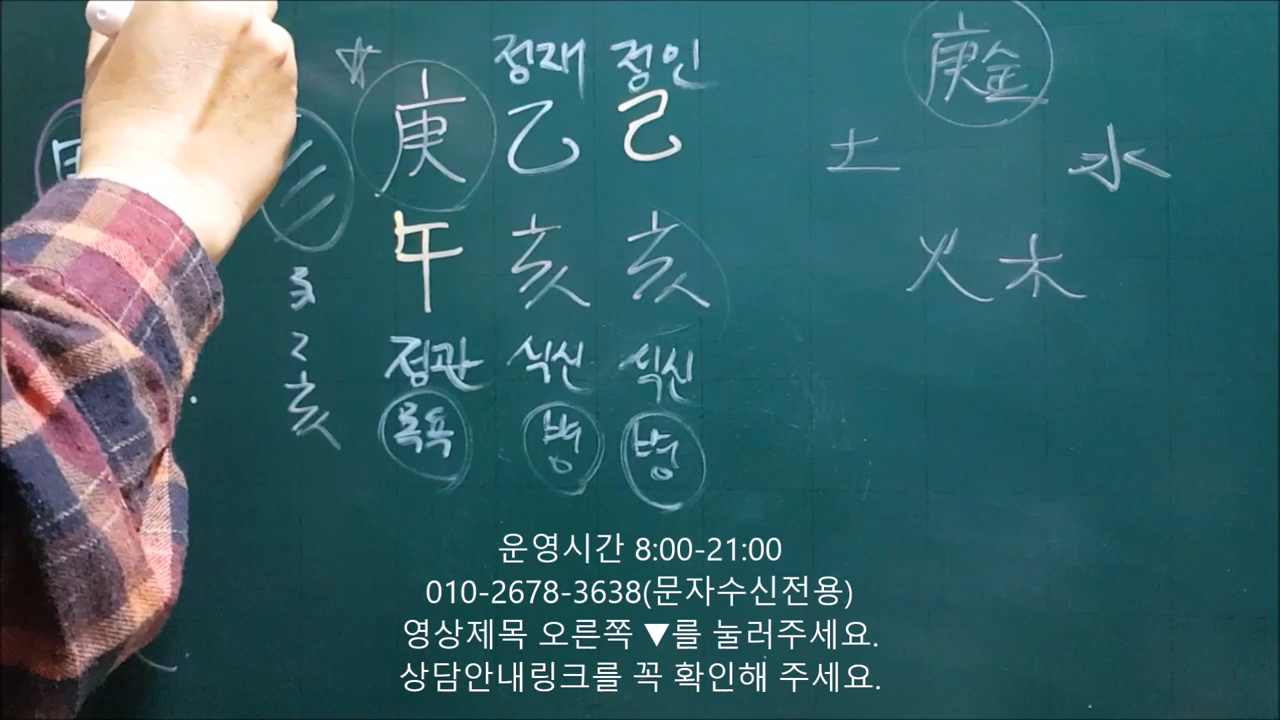 정재 정인
庚 乙 己
午 亥 亥
정관 식신 식신
목욕 병 병
亥
庚金
土 水
火 木
운영시간 8:00-21:00
010-2678-3638(문자수신전용)
영상제목 오른쪽 ▼를 눌러주세요.
상담안내링크를 꼭 확인해 주세요.